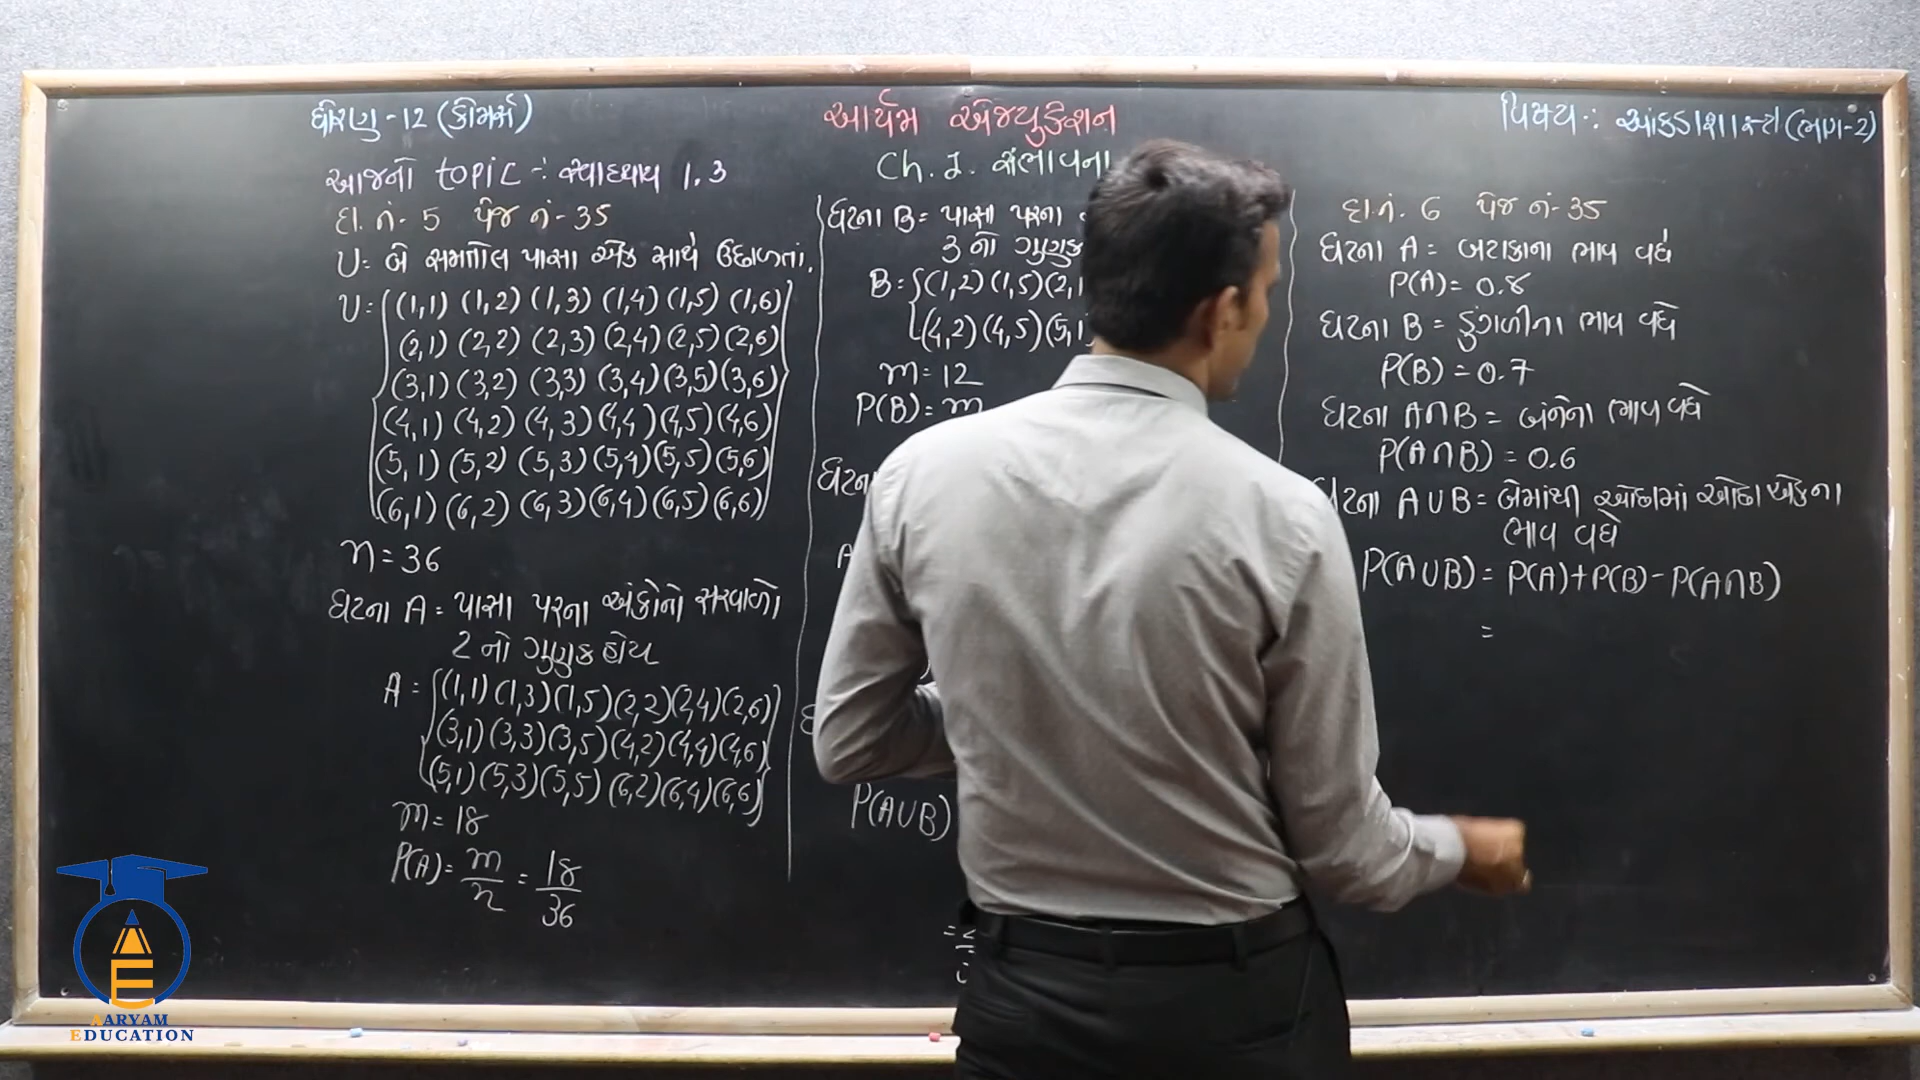 ધોરણ - 12 (કોમર્સ)
આર્યમ એજ્યુકેશન
વિષય :- આંકડાશાસ્ત્ર (ભાગ-2)
Ch. 1. સંભાવના
આજનો topic :- સ્વાધ્યાય 1.3
દા. નં - 5 પેજ નં - 35
U = બે સમતોલ પાસા એક સાથે ઉછાળતાં.
U = {(1,1) (1,2) (1,3) (1,4) (1,5) (1,6)
(2,1) (2,2) (2,3) (2,4) (2,5) (2,6)
(3,1) (3,2) (3,3) (3,4) (3,5) (3,6)
(4,1) (4,2) (4,3) (4,4) (4,5) (4,6)
(5,1) (5,2) (5,3) (5,4) (5,5) (5,6)
(6,1) (6,2) (6,3) (6,4) (6,5) (6,6)}
n = 36
ઘટના A = પાસા પરના અંકોનો સરવાળો
2 નો ગુણક હોય
A = {(1,1) (1,3) (1,5) (2,2) (2,4) (2,6)
(3,1) (3,3) (3,5) (4,2) (4,4) (4,6)
(5,1) (5,3) (5,5) (6,2) (6,4) (6,6)}
m = 18
P(A) = m/n = 18/36
ઘટના B = પાસા પરના
3 નો ગુણક
B = {(1,2) (1,5) (2,1
(4,2) (4,5) (5,1
m = 12
P(B) = m
ઘટના
A
P(AUB)
=
દા.નં. 6 પેજ નં - 35
ઘટના A = બટાકાના ભાવ વધે
P(A) = 0.8
ઘટના B = ડુંગળીના ભાવ વધે
P(B) = 0.7
ઘટના A∩B = બંનેના ભાવ વધે
P(A∩B) = 0.6
ઘટના AUB = બેમાંથી ઓછામાં ઓછા એકના
ભાવ વધે
P(AUB) = P(A) + P(B) - P(A∩B)
=
AARYAM
EDUCATION